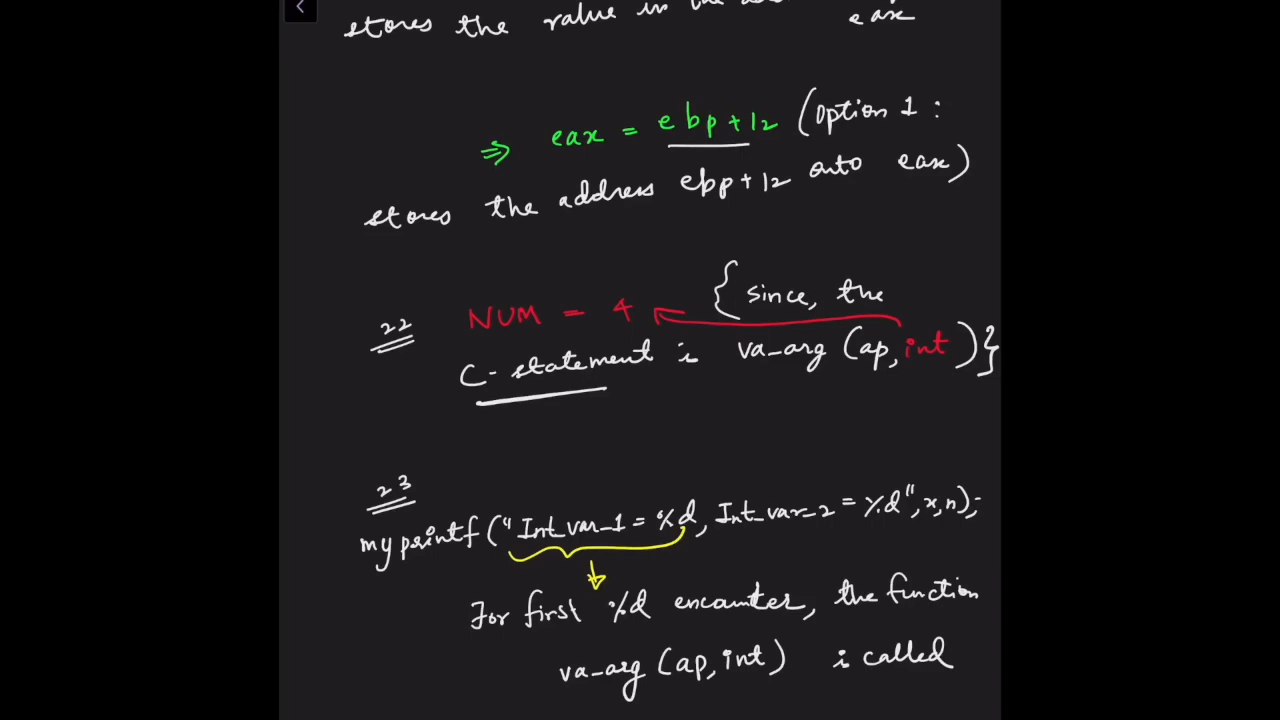 stores the value in the
eax
⇒ eax = ebp+12 (Option 1 :
stores the address ebp+12 onto eax)
22 NUM = 4 {since, the
C-statement is va_arg (ap, int)}
23
myprintf("Int_var_1 = %d, Int_var_2 = %d", x, n);
For first %d encounter, the function
va_arg (ap, int) is called